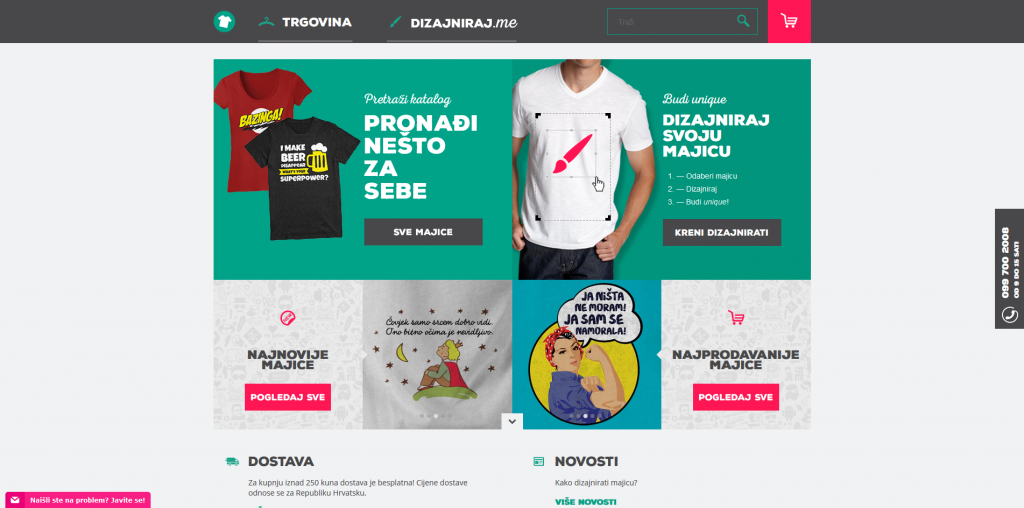 TRGOVINA
DIZAJNIRAJ.me
Traži
BAZINGA!
I MAKE
BEER
DISAPPEAR
WHAT'S YOUR
SUPERPOWER?
Pretraži katalog
PRONAĐI
NEŠTO
ZA
SEBE
SVE MAJICE
Budi unique
DIZAJNIRAJ
SVOJU
MAJICU
1. — Odaberi majicu
2. — Dizajniraj
3. — Budi unique!
KRENI DIZAJNIRATI
099 700 2008
OD 9 DO 15 SATI
NAJNOVIJE
MAJICE
POGLEDAJ SVE
Čovjek samo srcem dobro vidi.
Ono bitno očima je nevidljivo.
JA NIŠTA
NE MORAM!
JA SAM SE
NAMORALA!
NAJPRODAVANIJE
MAJICE
POGLEDAJ SVE
DOSTAVA
Za kupnju iznad 250 kuna dostava je besplatna! Cijene dostave
odnose se za Republiku Hrvatsku.
NOVOSTI
Kako dizajnirati majicu?
VIŠE NOVOSTI
Naišli ste na problem? Javite se!